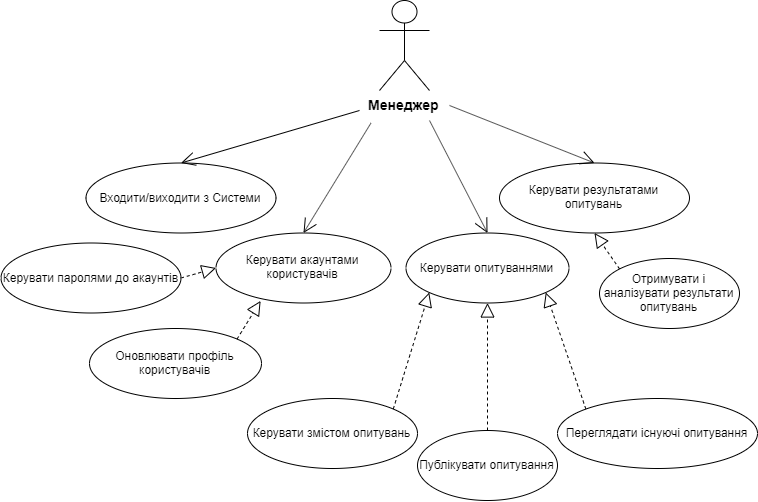 Менеджер
Входити/виходити з Системи
Керувати результатами
опитувань
Керувати акаунтами
користувачів
Керувати опитуваннями
Керувати паролями до акаунтів
Отримувати і
аналізувати результати
опитувань
Оновлювати профіль
користувачів
Керувати змістом опитувань
Публікувати опитування
Переглядати існуючі опитування